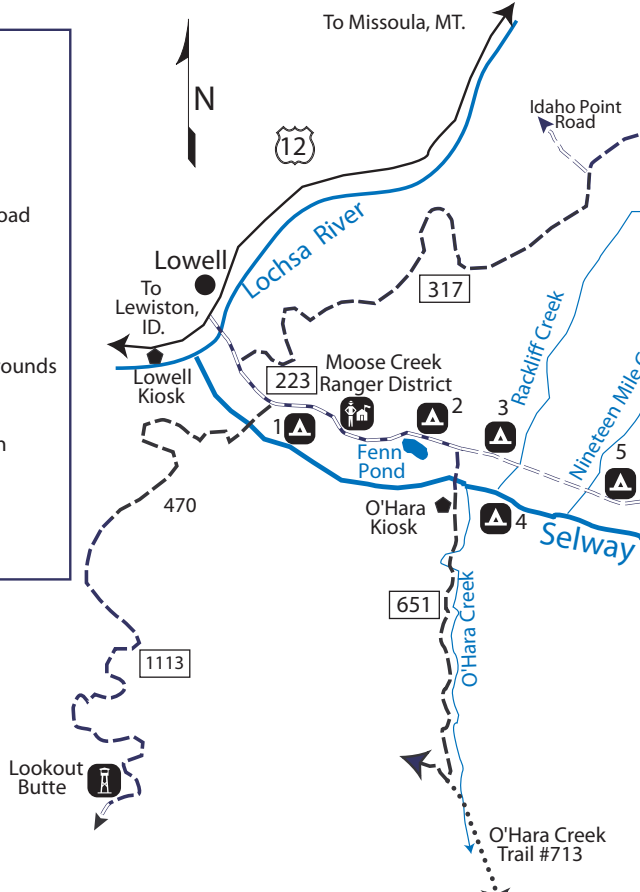 To Missoula, MT.
N
12
Idaho Point
Road
oad
Lowell
Lochsa River
To
Lewiston,
ID.
317
Rackliff Creek
Lowell
Kiosk
ounds
223
Moose Creek
Ranger District
Nineteen Mile C
1
2
3
5
Fenn
Pond
n
470
O'Hara
Kiosk
4
Selway
651
O'Hara Creek
1113
Lookout
Butte
O'Hara Creek
Trail #713